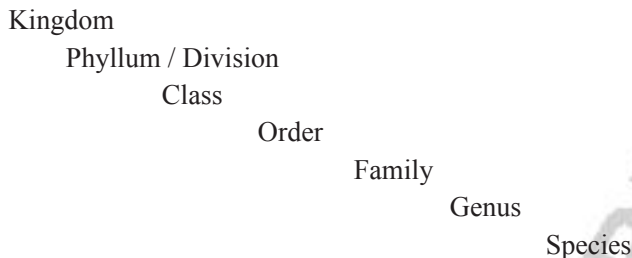 Kingdom
Phyllum / Division
Class
Order
Family
Genus
Species